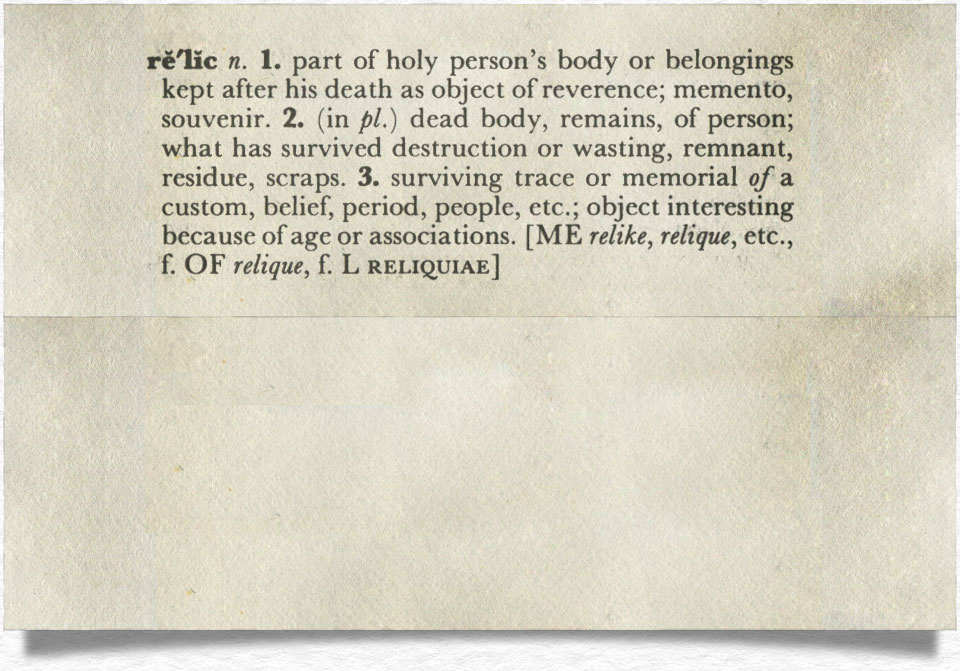 rĕ′lĭc n. 1. part of holy person's body or belongings
kept after his death as object of reverence; memento,
souvenir. 2. (in pl.) dead body, remains, of person;
what has survived destruction or wasting, remnant,
residue, scraps. 3. surviving trace or memorial of a
custom, belief, period, people, etc.; object interesting
because of age or associations. [ME relike, relique, etc.,
f. OF relique, f. L RELIQUIAE]